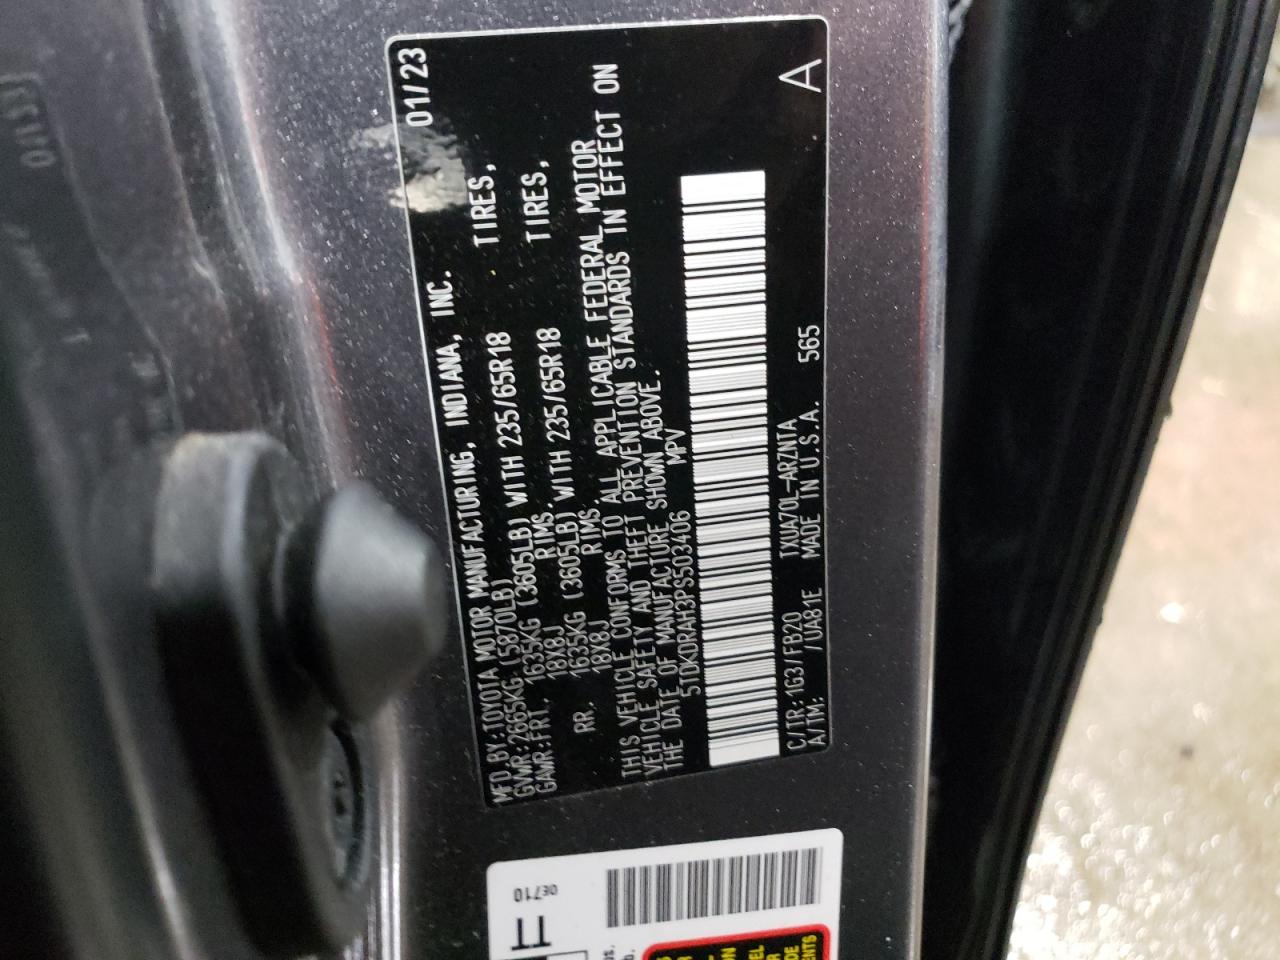 MFD.BY:TOYOTA MOTOR MANUFACTURING, INDIANA, INC. 01/23
GVWR:2665KG(5870LB)
GAWR:FRT. 1635KG (3605LB) WITH 235/65R18 TIRES,
18X8J RIMS.
RR. 1635KG (3605LB) WITH 235/65R18 TIRES,
18X8J RIMS.
THIS VEHICLE CONFORMS TO ALL APPLICABLE FEDERAL MOTOR
VEHICLE SAFETY AND THEFT PREVENTION STANDARDS IN EFFECT ON
THE DATE OF MANUFACTURE SHOWN ABOVE.
5TDKDRAH3PS503406 MPV
C/TR:1G3/FB20 TXUA70L-ARZNTA A
A/TM: /UA81E MADE IN U.S.A. 565
0E710